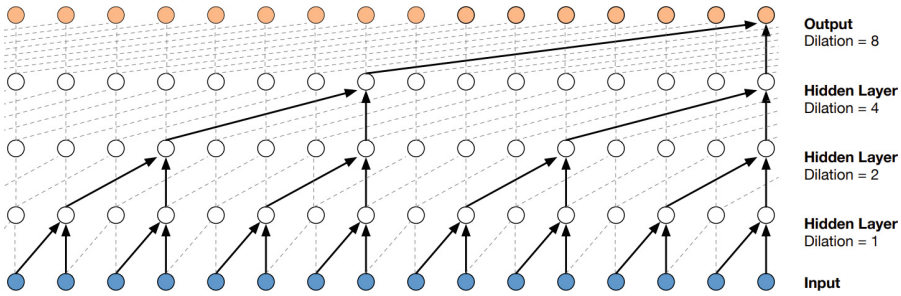 Output
Dilation = 8
Hidden Layer
Dilation = 4
Hidden Layer
Dilation = 2
Hidden Layer
Dilation = 1
Input